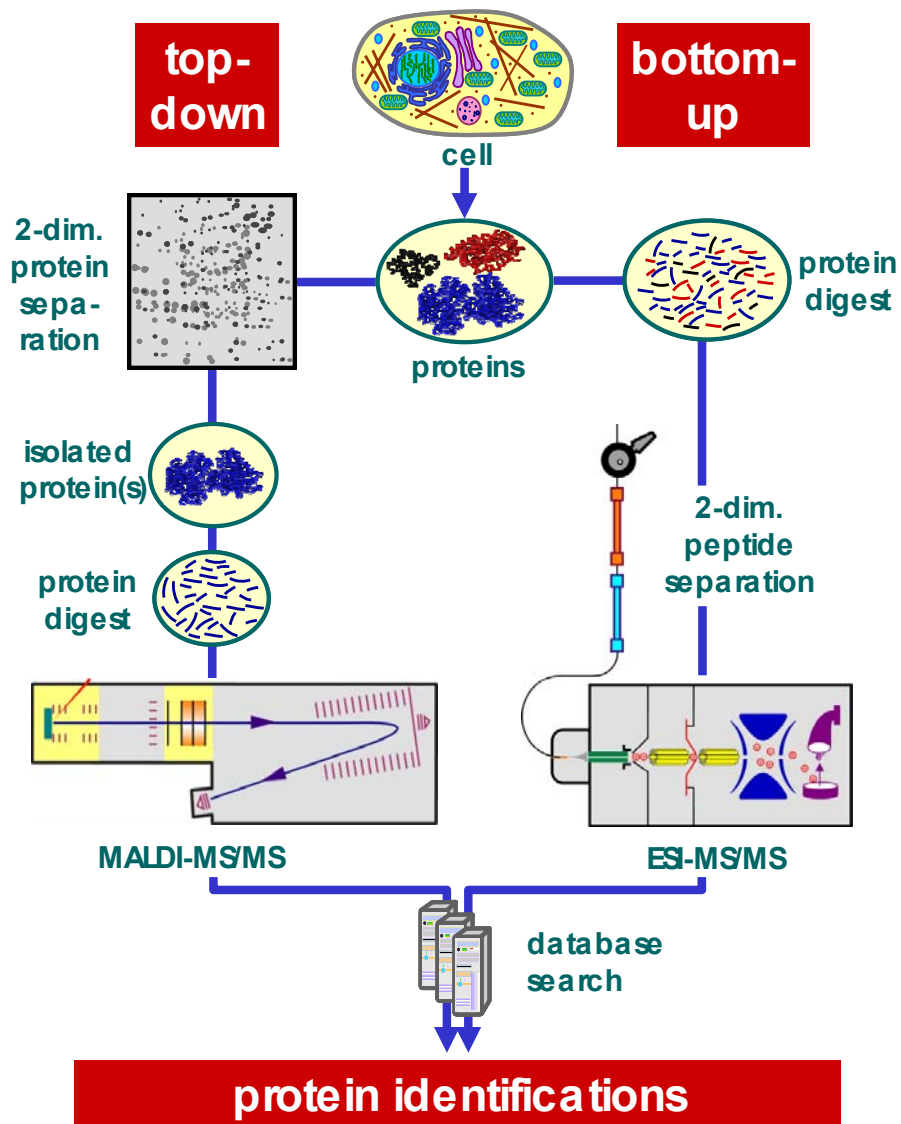 top-
down
bottom-
up
cell
2-dim.
protein
sepa-
ration
proteins
protein
digest
isolated
protein(s)
2-dim.
peptide
separation
protein
digest
MALDI-MS/MS
ESI-MS/MS
database
search
protein identifications